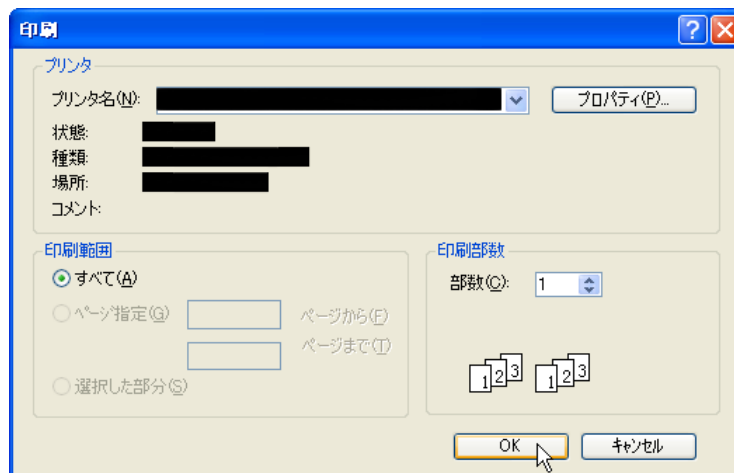 印刷
プリンタ
プリンタ名(N):
プロパティ(P)...
状態:
種類:
場所:
コメント:
印刷範囲
すべて(A)
ページ指定(G)
ページから(F)
ページまで(T)
選択した部分(S)
印刷部数
部数(C):
1
1 2 3
1 2 3
OK
キャンセル